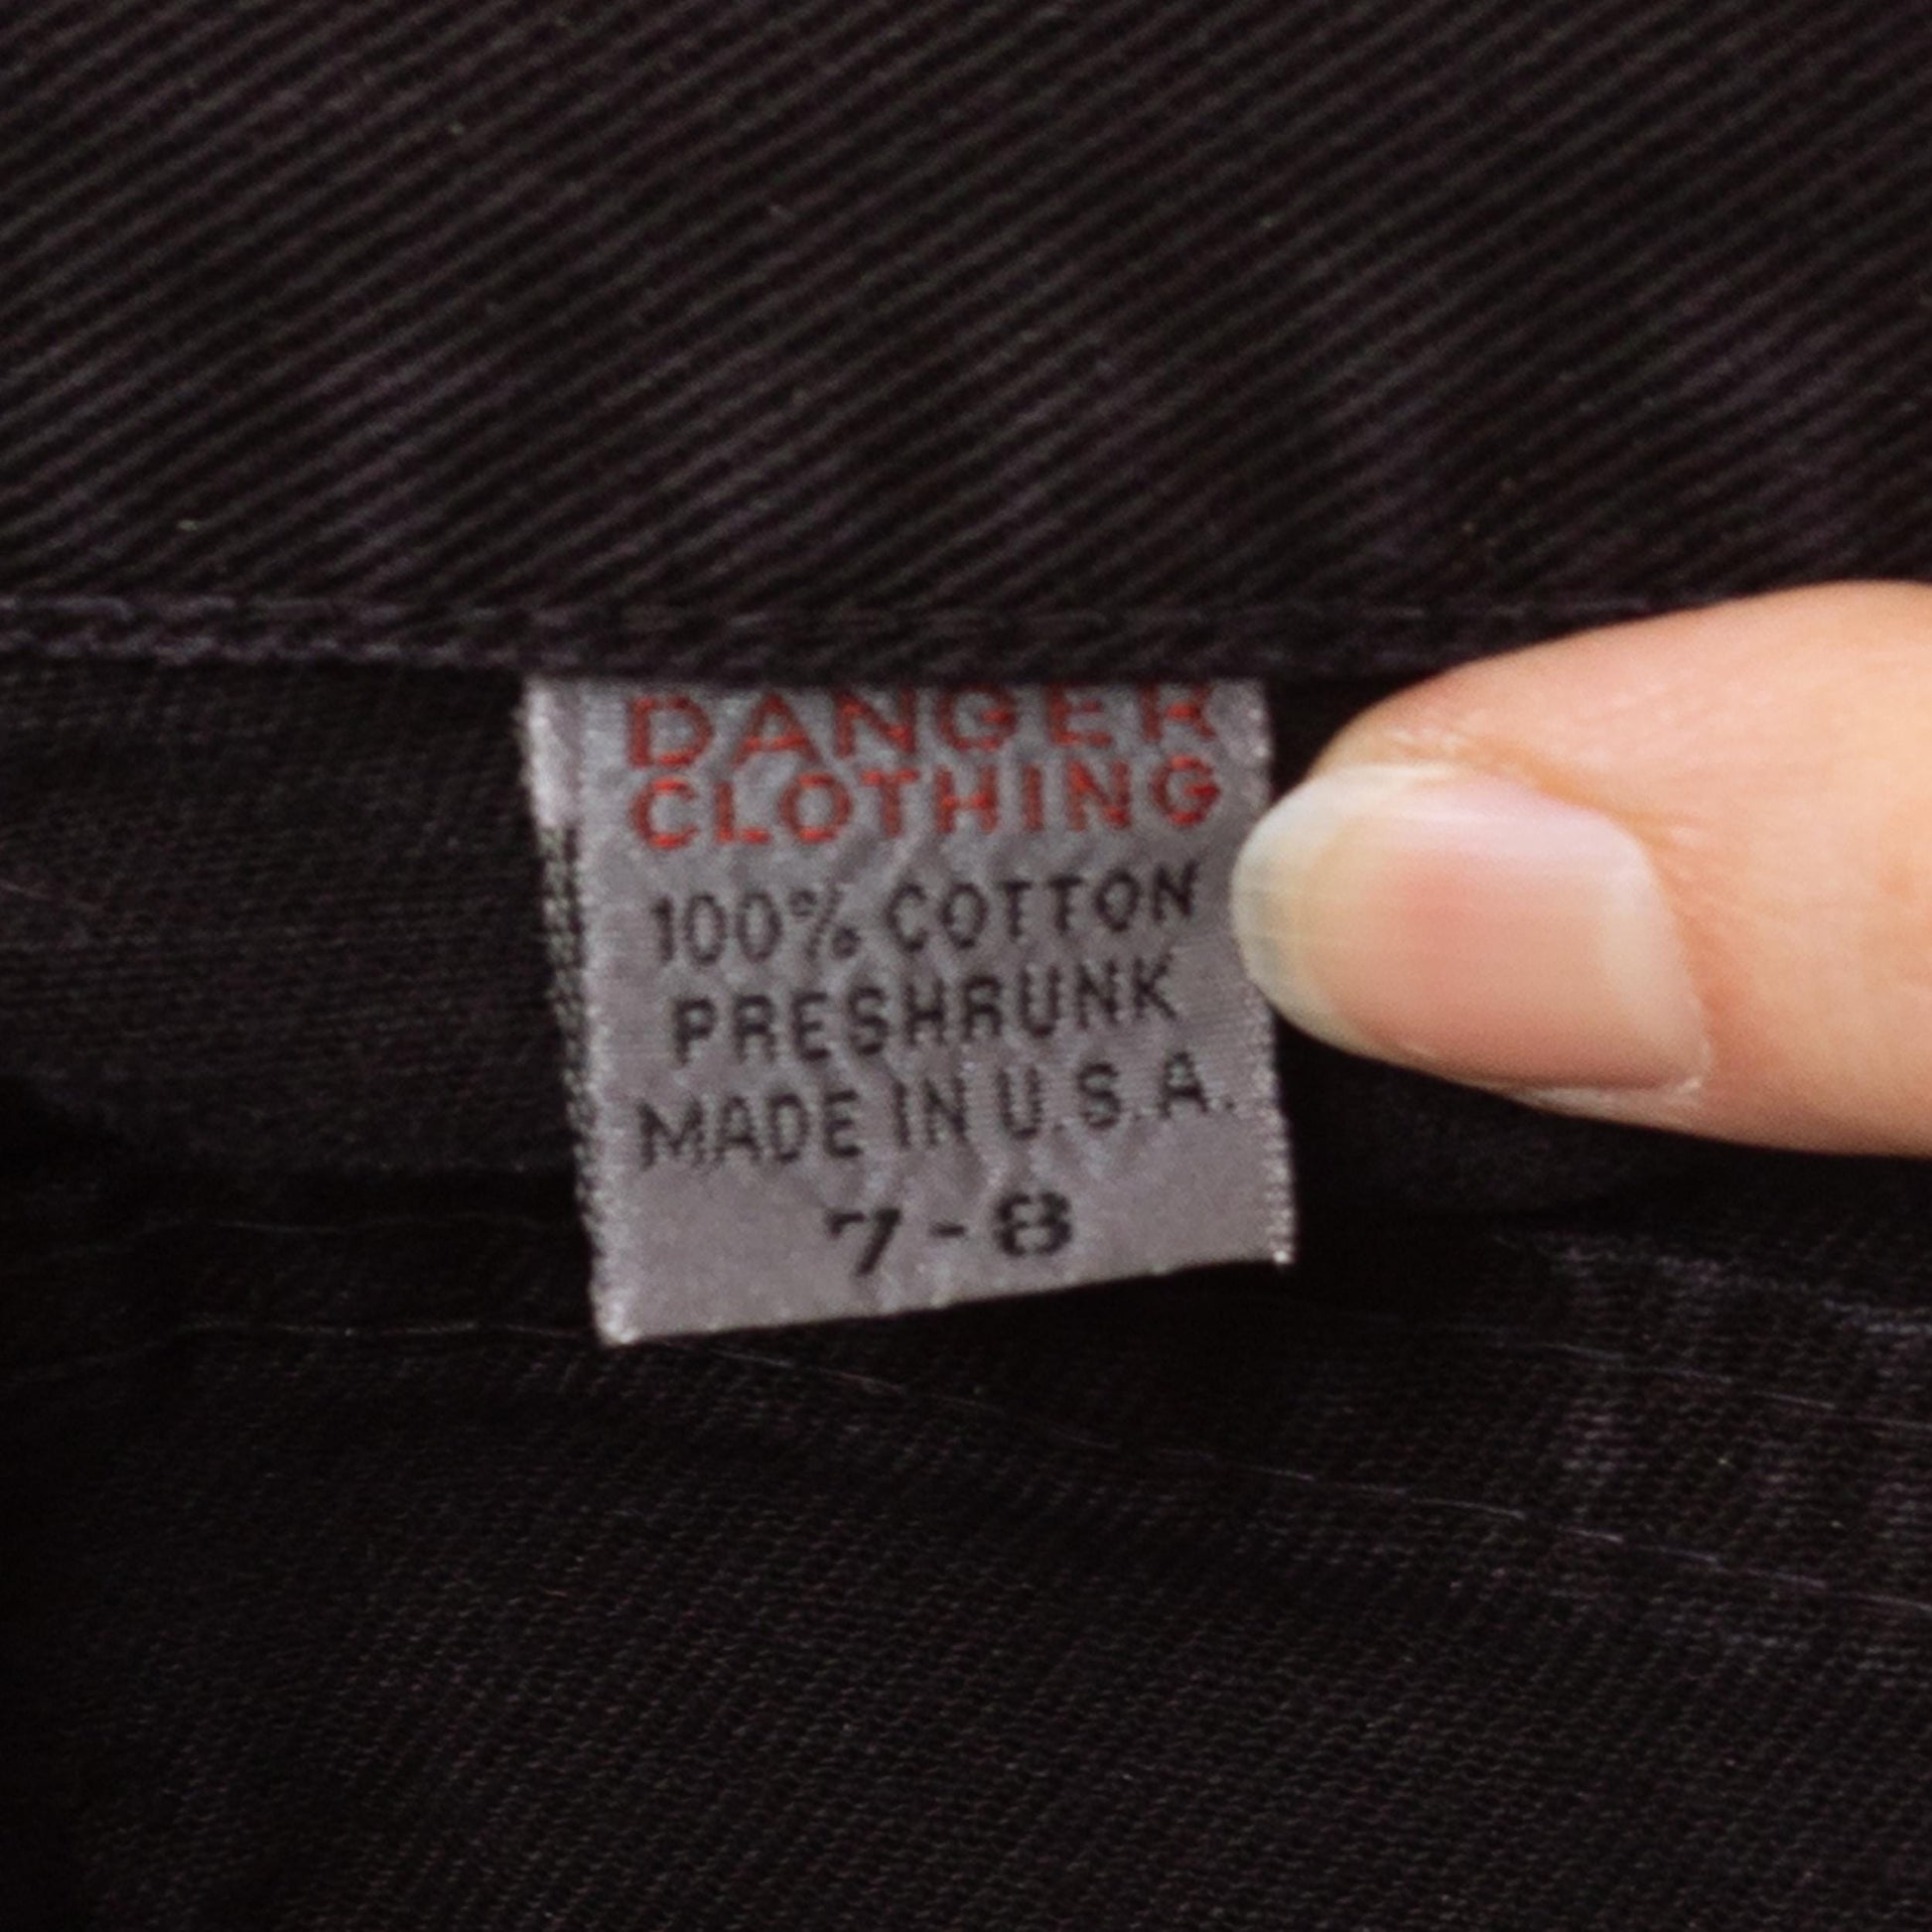 DANGER
CLOTHING
100% COTTON
PRESHRUNK
MADE IN U.S.A.
7-8